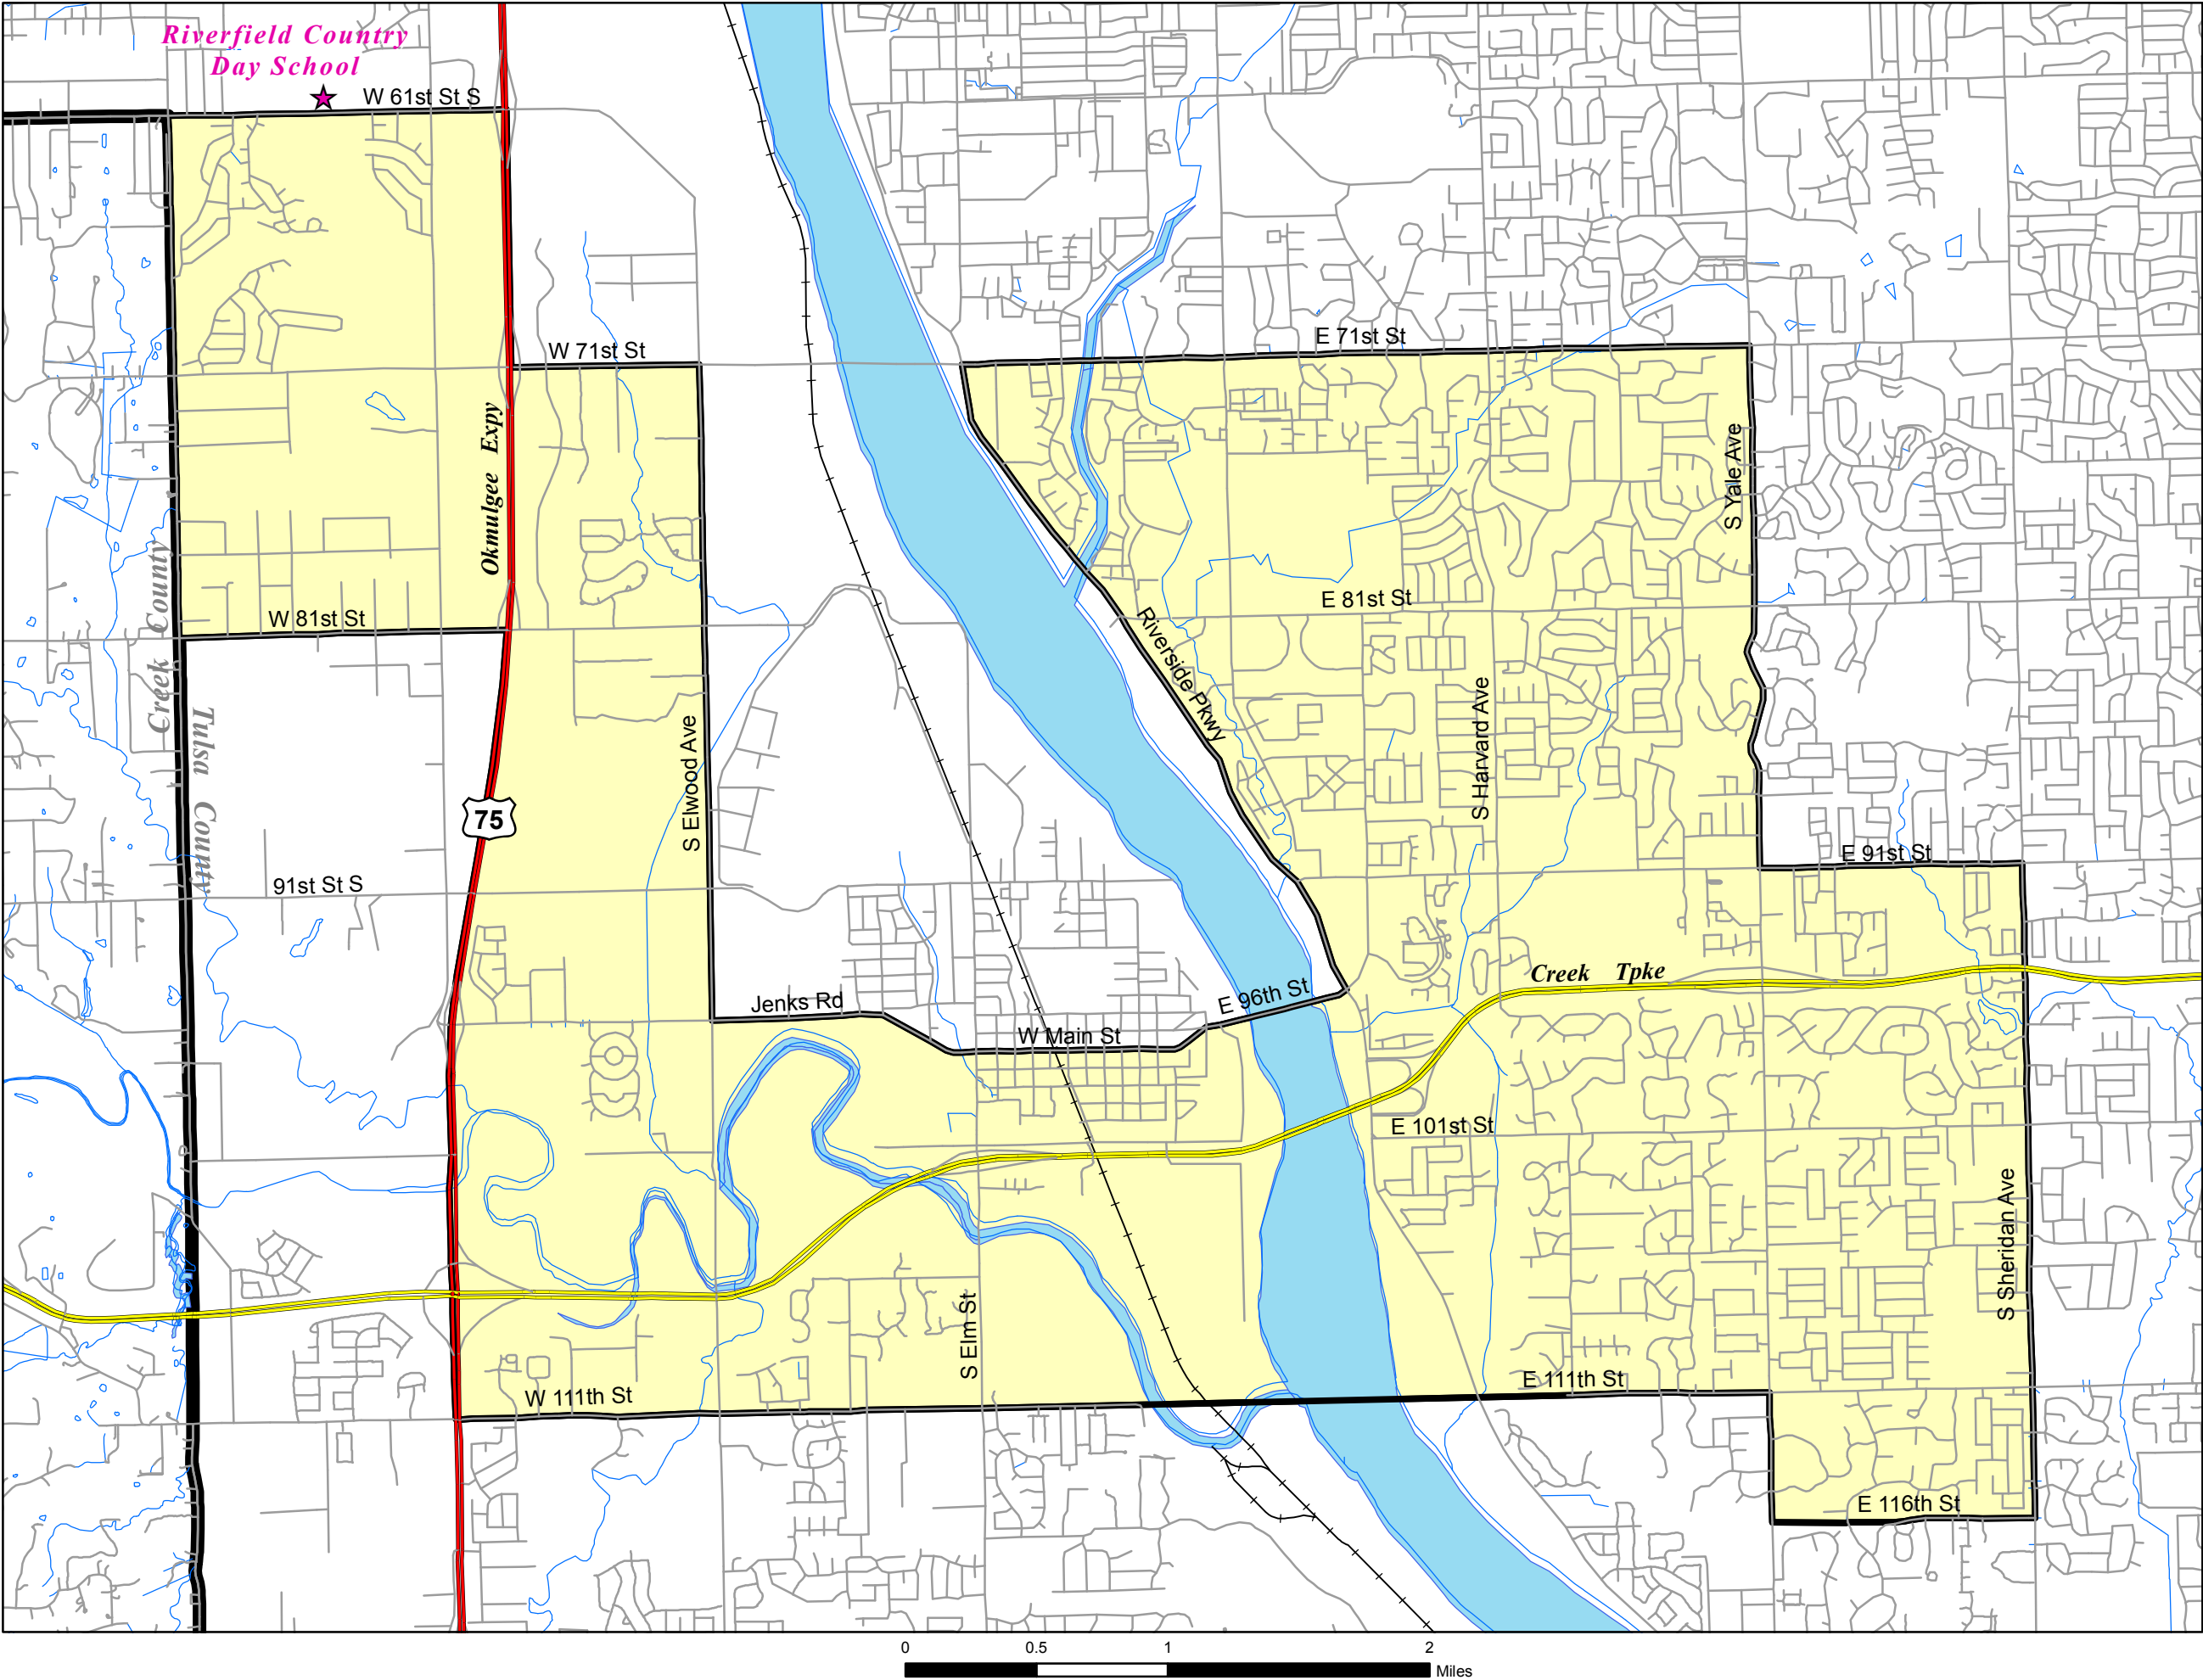 Riverfield Country
Day School
W 61st St S
W 71st St
E 71st St
Okmulgee Expy
S Yale Ave
W 81st St
E 81st St
Creek County
Tulsa County
Riverside Pkwy
S Elwood Ave
S Harvard Ave
75
91st St S
E 91st St
Creek Tpke
Jenks Rd
E 96th St
W Main St
E 101st St
S Sheridan Ave
S Elm St
W 111th St
E 111th St
E 116th St
0 0.5 1 2
Miles